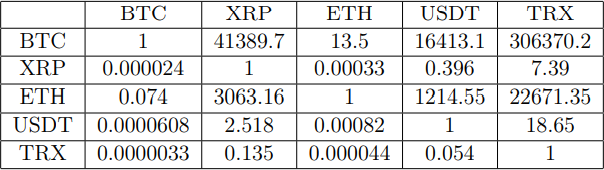 BTC XRP ETH USDT TRX
BTC 1 41389.7 13.5 16413.1 306370.2
XRP 0.000024 1 0.00033 0.396 7.39
ETH 0.074 3063.16 1 1214.55 22671.35
USDT 0.0000608 2.518 0.00082 1 18.65
TRX 0.0000033 0.135 0.000044 0.054 1